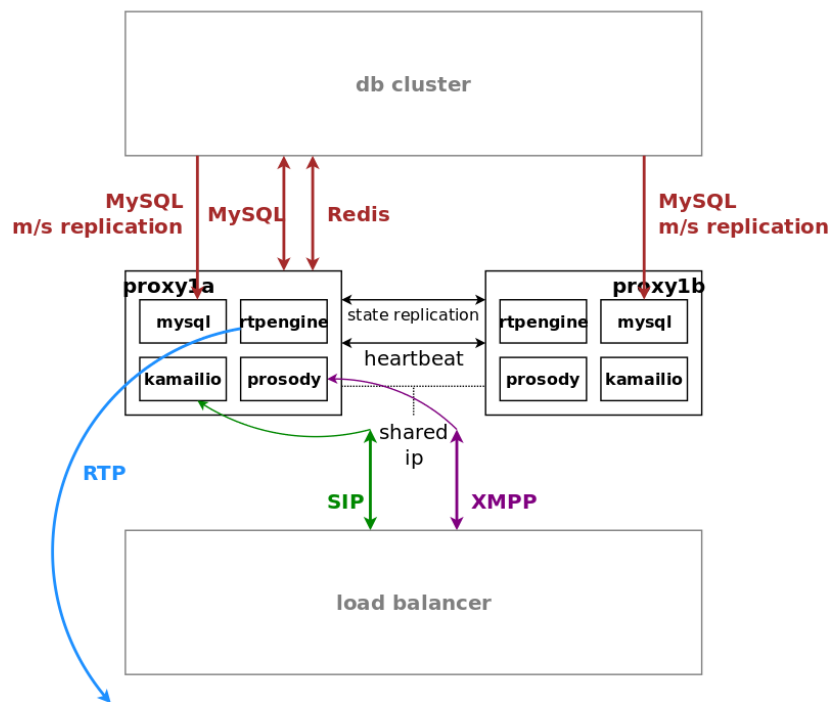 db cluster
MySQL
m/s replication
MySQL
Redis
MySQL
m/s replication
proxy1a
proxy1b
mysql
rtpengine
state replication
rtpengine
mysql
heartbeat
kamailio
prosody
prosody
kamailio
shared
ip
RTP
SIP
XMPP
load balancer